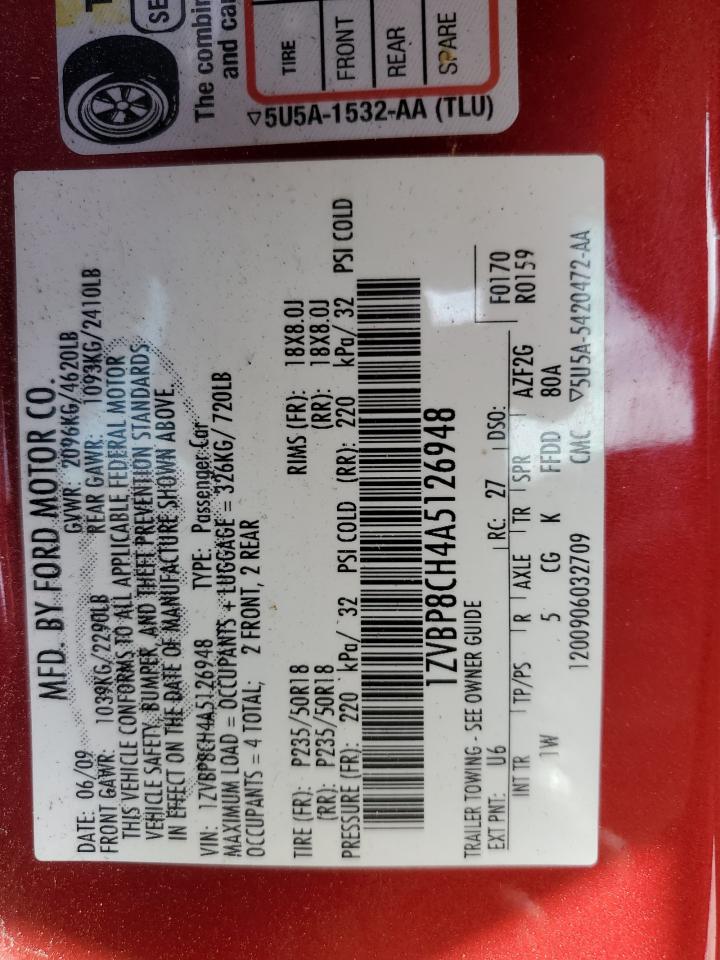 SE
The combin
and ca
TIRE
FRONT
REAR
SPARE
▽5U5A-1532-AA (TLU)
MFD. BY FORD MOTOR CO.
DATE: 06/09 GVWR: 2096KG/4620LB
FRONT GAWR: 1039KG/2290LB REAR GAWR: 1093KG/2410LB
THIS VEHICLE CONFORMS TO ALL APPLICABLE FEDERAL MOTOR
VEHICLE SAFETY, BUMPER, AND THEFT PREVENTION STANDARDS
IN EFFECT ON THE DATE OF MANUFACTURE SHOWN ABOVE.
VIN: 1ZVBP8CH4A5126948 TYPE: Passenger Car
MAXIMUM LOAD = OCCUPANTS + LUGGAGE = 326KG/ 720LB
OCCUPANTS = 4 TOTAL; 2 FRONT, 2 REAR
TIRE (FR): P235/50R18 RIMS (FR): 18X8.0J
(RR): P235/50R18 (RR): 18X8.0J
PRESSURE (FR): 220 kPa/ 32 PSI COLD (RR): 220 kPa/ 32 PSI COLD
1ZVBP8CH4A5126948
TRAILER TOWING - SEE OWNER GUIDE
EXT PNT: U6 RC: 27 DSO: F0170
R0159
INT TR TP/PS R AXLE TR SPR AZF2G
1W 5 CG K FFDD 80A
1200906032709 CMC ▽5U5A-5420472-AA